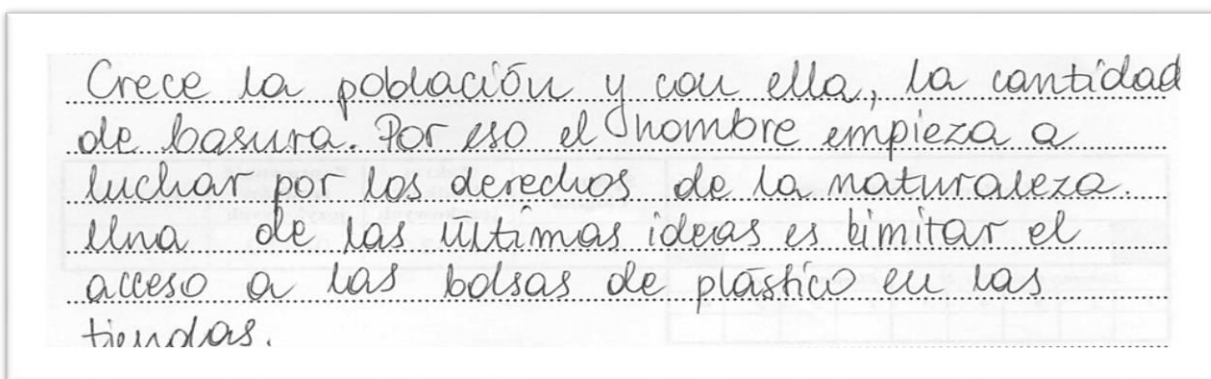 Crece la población y con ella, la cantidad
de basura. Por eso el hombre empieza a
luchar por los derechos de la naturaleza.
Una de las últimas ideas es limitar el
acceso a las bolsas de plástico en las
tiendas.